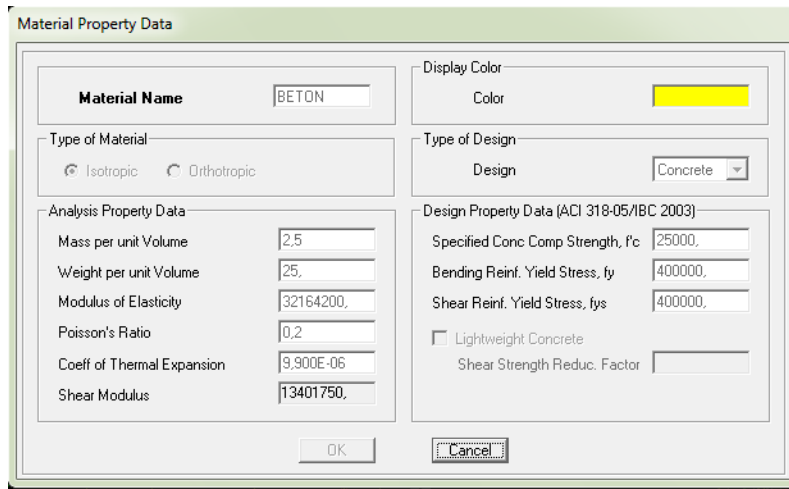 Material Property Data
Material Name BETON
Display Color
Color
Type of Material
Isotropic Orthotropic
Type of Design
Design Concrete
Analysis Property Data
Mass per unit Volume 2,5
Weight per unit Volume 25,
Modulus of Elasticity 32164200,
Poisson's Ratio 0,2
Coeff of Thermal Expansion 9,900E-06
Shear Modulus 13401750,
Design Property Data (ACI 318-05/IBC 2003)
Specified Conc Comp Strength, f'c 25000,
Bending Reinf. Yield Stress, fy 400000,
Shear Reinf. Yield Stress, fys 400000,
Lightweight Concrete
Shear Strength Reduc. Factor
OK Cancel